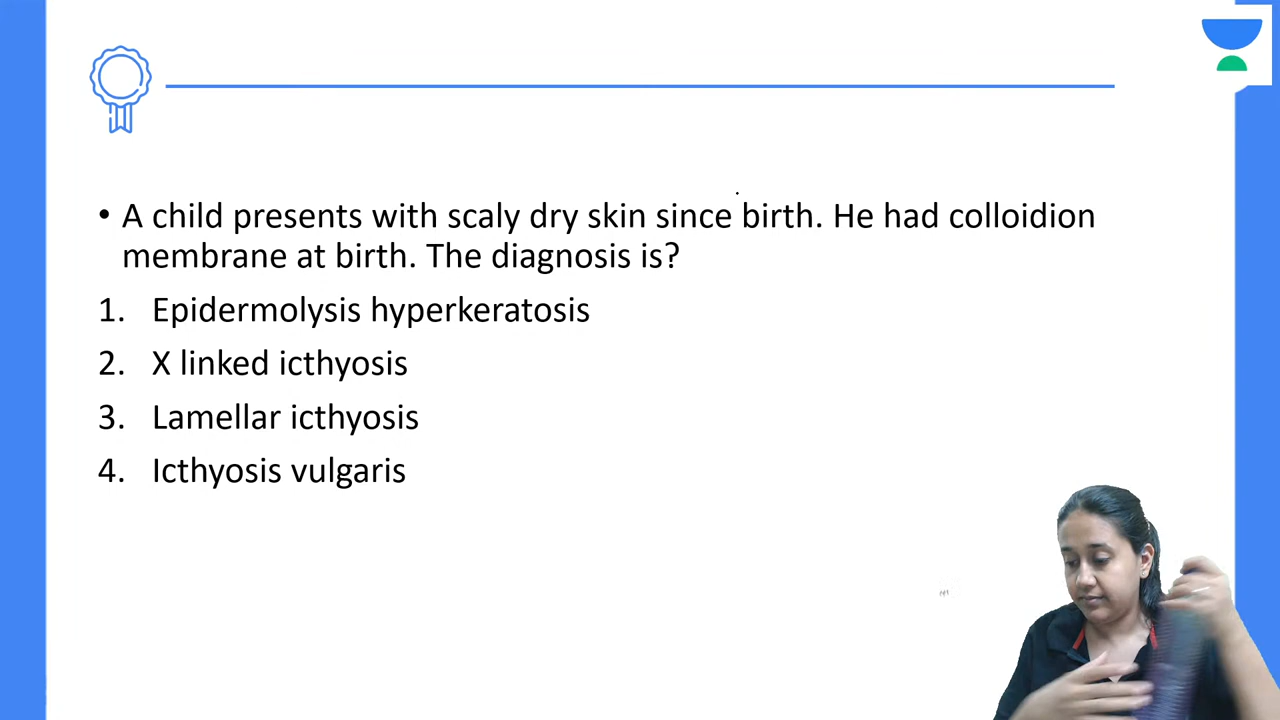 • A child presents with scaly dry skin since birth. He had colloidion
membrane at birth. The diagnosis is?
1. Epidermolysis hyperkeratosis
2. X linked icthyosis
3. Lamellar icthyosis
4. Icthyosis vulgaris